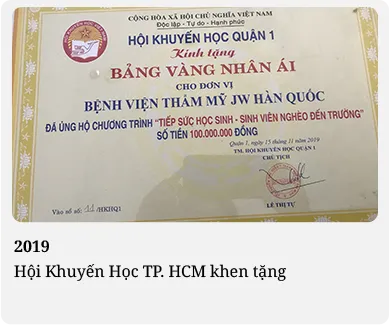 CỘNG HÒA XÃ HỘI CHỦ NGHĨA VIỆT NAM
Độc lập - Tự do - Hạnh phúc
HỘI KHUYẾN HỌC QUẬN 1
Kính tặng
BẢNG VÀNG NHÂN ÁI
CHO ĐƠN VỊ
BỆNH VIỆN THẨM MỸ JW HÀN QUỐC
ĐÃ ỦNG HỘ CHƯƠNG TRÌNH "TIẾP SỨC HỌC SINH - SINH VIÊN NGHÈO ĐẾN TRƯỜNG"
SỐ TIỀN 100.000.000 ĐỒNG
Quận 1, ngày 15 tháng 11 năm 2019
TM. HỘI KHUYẾN HỌC QUẬN 1
CHỦ TỊCH
LÊ THỊ TƯ
Vào sổ số: 11/HKHQ1
2019
Hội Khuyến Học TP. HCM khen tặng